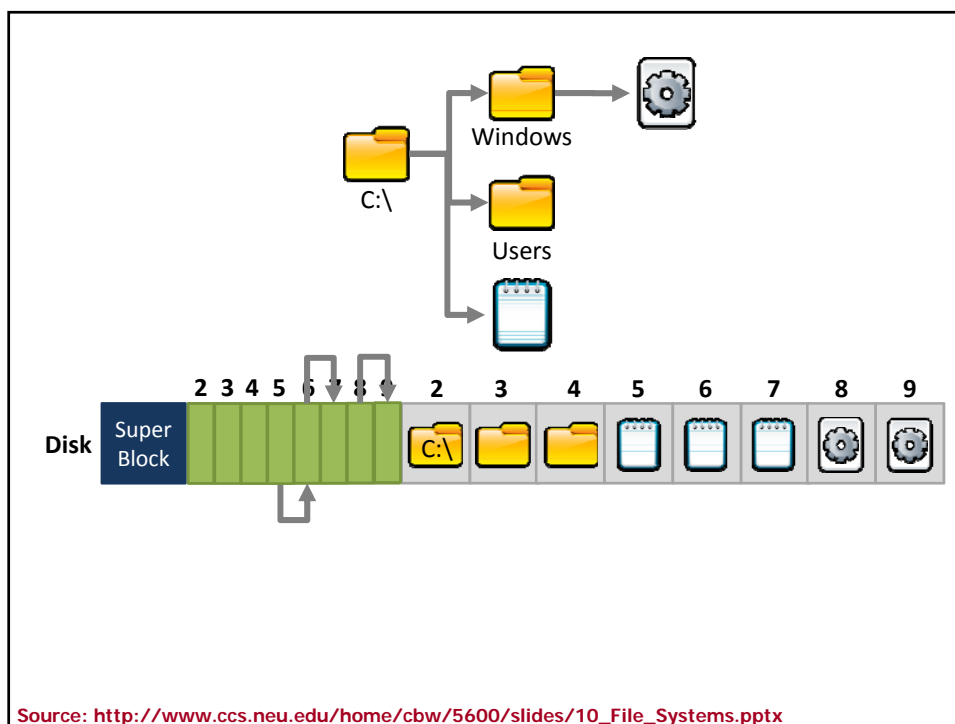 Windows
C:\
Users
2 3 4 5 6 7 8 9 2 3 4 5 6 7 8 9
Disk
Super
Block
C:\
Source: http://www.ccs.neu.edu/home/cbw/5600/slides/10_File_Systems.pptx